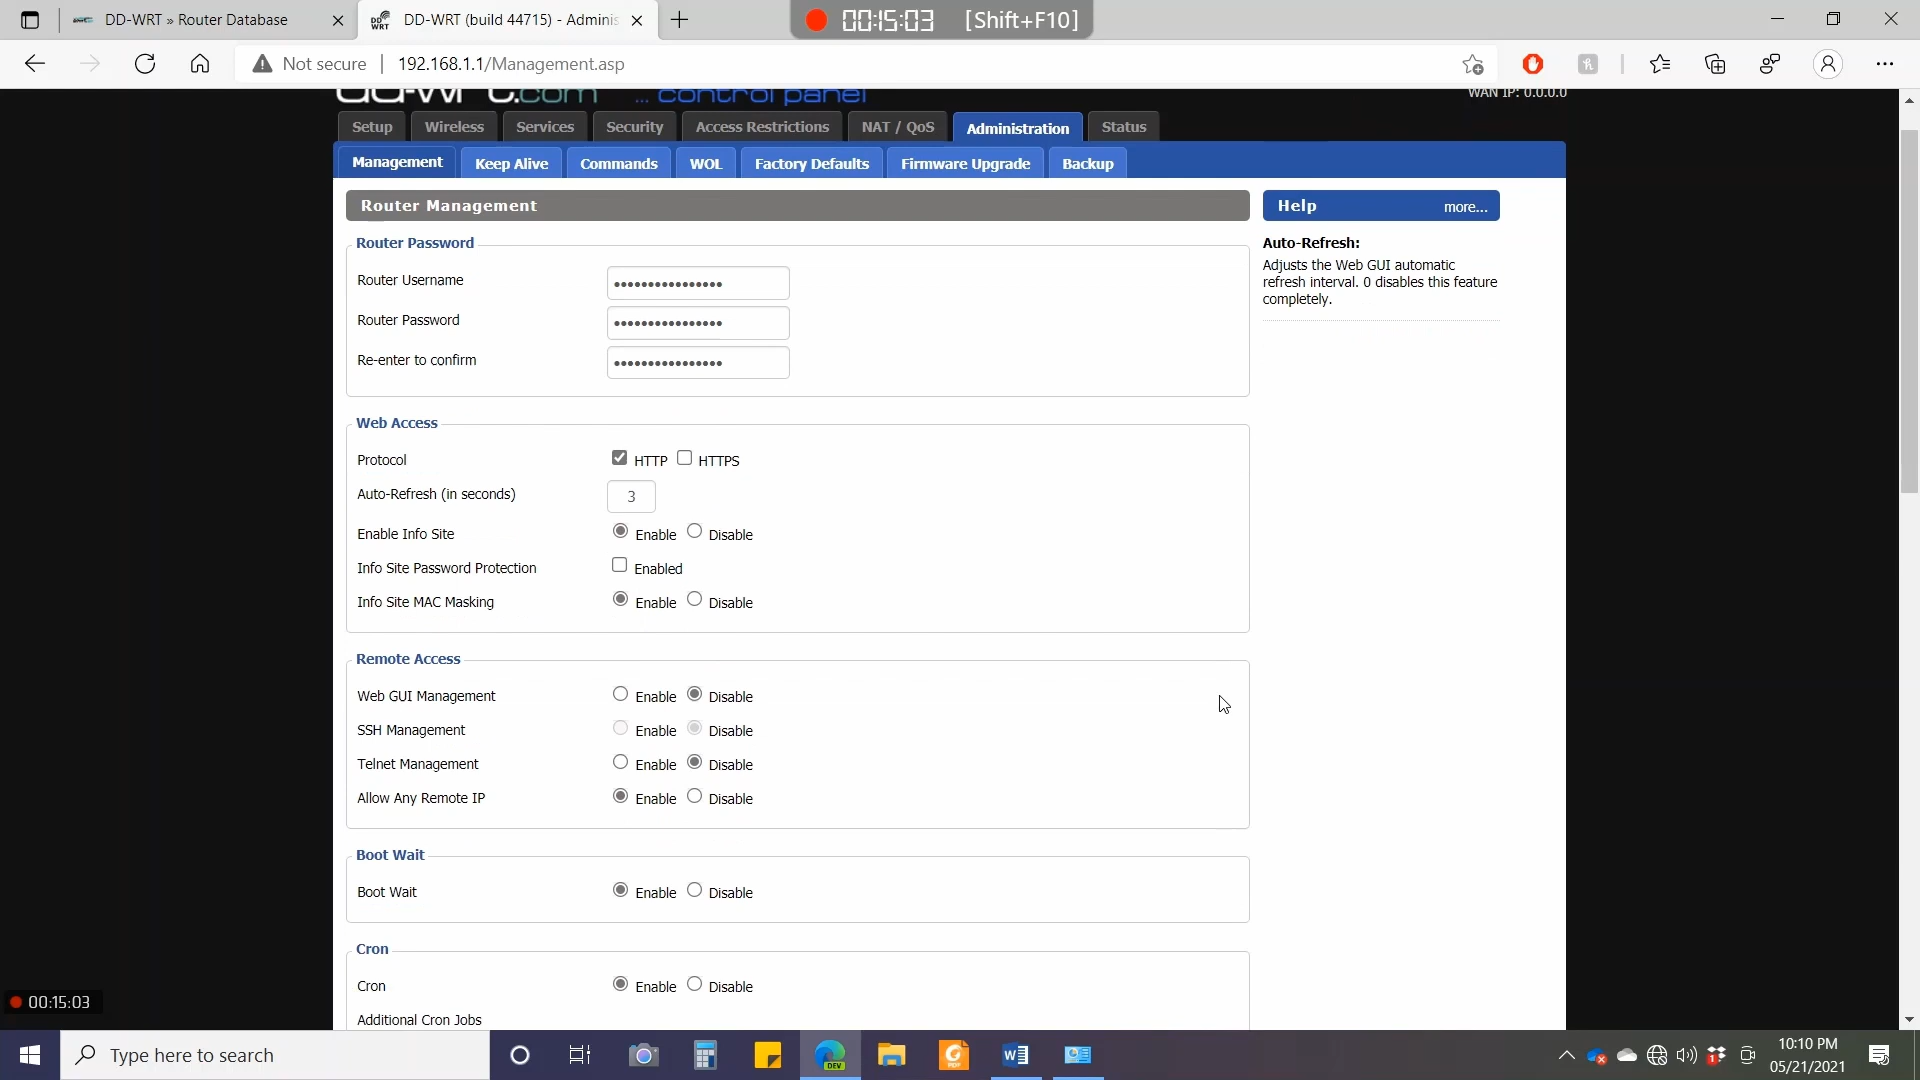 DD-WRT » Router Database
DD-WRT (build 44715) - Adminis
00:15:03 [Shift+F10]
Not secure 192.168.1.1/Management.asp
dd-wrt.com ... control panel
WAN IP: 0.0.0.0
Setup Wireless Services Security Access Restrictions NAT / QoS Administration Status
Management Keep Alive Commands WOL Factory Defaults Firmware Upgrade Backup
Router Management
Help more...
Router Password
Router Username
Router Password
Re-enter to confirm
Auto-Refresh:
Adjusts the Web GUI automatic
refresh interval. 0 disables this feature
completely.
Web Access
Protocol HTTP HTTPS
Auto-Refresh (in seconds) 3
Enable Info Site Enable Disable
Info Site Password Protection Enabled
Info Site MAC Masking Enable Disable
Remote Access
Web GUI Management Enable Disable
SSH Management Enable Disable
Telnet Management Enable Disable
Allow Any Remote IP Enable Disable
Boot Wait
Boot Wait Enable Disable
Cron
Cron Enable Disable
Additional Cron Jobs
00:15:03
Type here to search
DEV
10:10 PM
05/21/2021